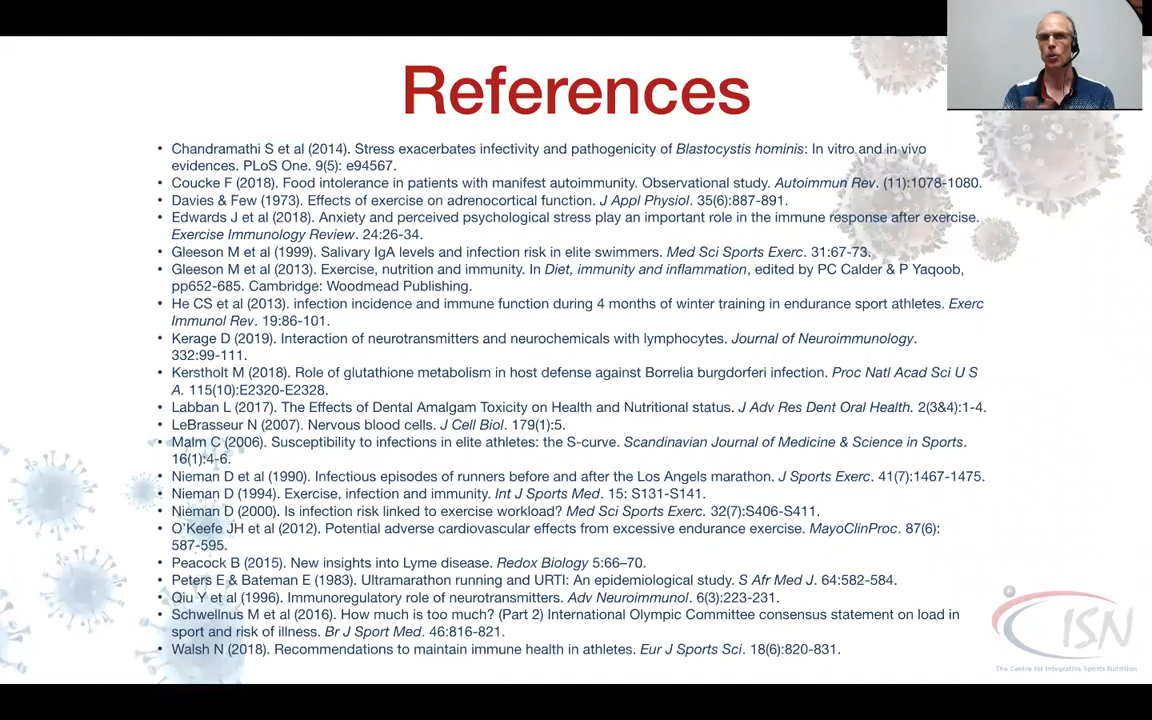 References
• Chandramathi S et al (2014). Stress exacerbates infectivity and pathogenicity of Blastocystis hominis: In vitro and in vivo
evidences. PLoS One. 9(5): e94567.
• Coucke F (2018). Food intolerance in patients with manifest autoimmunity. Observational study. Autoimmun Rev. (11):1078-1080.
• Davies & Few (1973). Effects of exercise on adrenocortical function. J Appl Physiol. 35(6):887-891.
• Edwards J et al (2018). Anxiety and perceived psychological stress play an important role in the immune response after exercise.
Exercise Immunology Review. 24:26-34.
• Gleeson M et al (1999). Salivary IgA levels and infection risk in elite swimmers. Med Sci Sports Exerc. 31:67-73.
• Gleeson M et al (2013). Exercise, nutrition and immunity. In Diet, immunity and inflammation, edited by PC Calder & P Yaqoob,
pp652-685. Cambridge: Woodmead Publishing.
• He CS et al (2013). infection incidence and immune function during 4 months of winter training in endurance sport athletes. Exerc
Immunol Rev. 19:86-101.
• Kerage D (2019). Interaction of neurotransmitters and neurochemicals with lymphocytes. Journal of Neuroimmunology.
332:99-111.
• Kerstholt M (2018). Role of glutathione metabolism in host defense against Borrelia burgdorferi infection. Proc Natl Acad Sci U S
A. 115(10):E2320-E2328.
• Labban L (2017). The Effects of Dental Amalgam Toxicity on Health and Nutritional status. J Adv Res Dent Oral Health. 2(3&4):1-4.
• LeBrasseur N (2007). Nervous blood cells. J Cell Biol. 179(1):5.
• Malm C (2006). Susceptibility to infections in elite athletes: the S-curve. Scandinavian Journal of Medicine & Science in Sports.
16(1):4-6.
• Nieman D et al (1990). Infectious episodes of runners before and after the Los Angels marathon. J Sports Exerc. 41(7):1467-1475.
• Nieman D (1994). Exercise, infection and immunity. Int J Sports Med. 15: S131-S141.
• Nieman D (2000). Is infection risk linked to exercise workload? Med Sci Sports Exerc. 32(7):S406-S411.
• O'Keefe JH et al (2012). Potential adverse cardiovascular effects from excessive endurance exercise. MayoClinProc. 87(6):
587-595.
• Peacock B (2015). New insights into Lyme disease. Redox Biology 5:66–70.
• Peters E & Bateman E (1983). Ultramarathon running and URTI: An epidemiological study. S Afr Med J. 64:582-584.
• Qiu Y et al (1996). Immunoregulatory role of neurotransmitters. Adv Neuroimmunol. 6(3):223-231.
• Schwellnus M et al (2016). How much is too much? (Part 2) International Olympic Committee consensus statement on load in
sport and risk of illness. Br J Sport Med. 46:816-821.
• Walsh N (2018). Recommendations to maintain immune health in athletes. Eur J Sports Sci. 18(6):820-831.
ISN
The Centre for Integrative Sports Nutrition